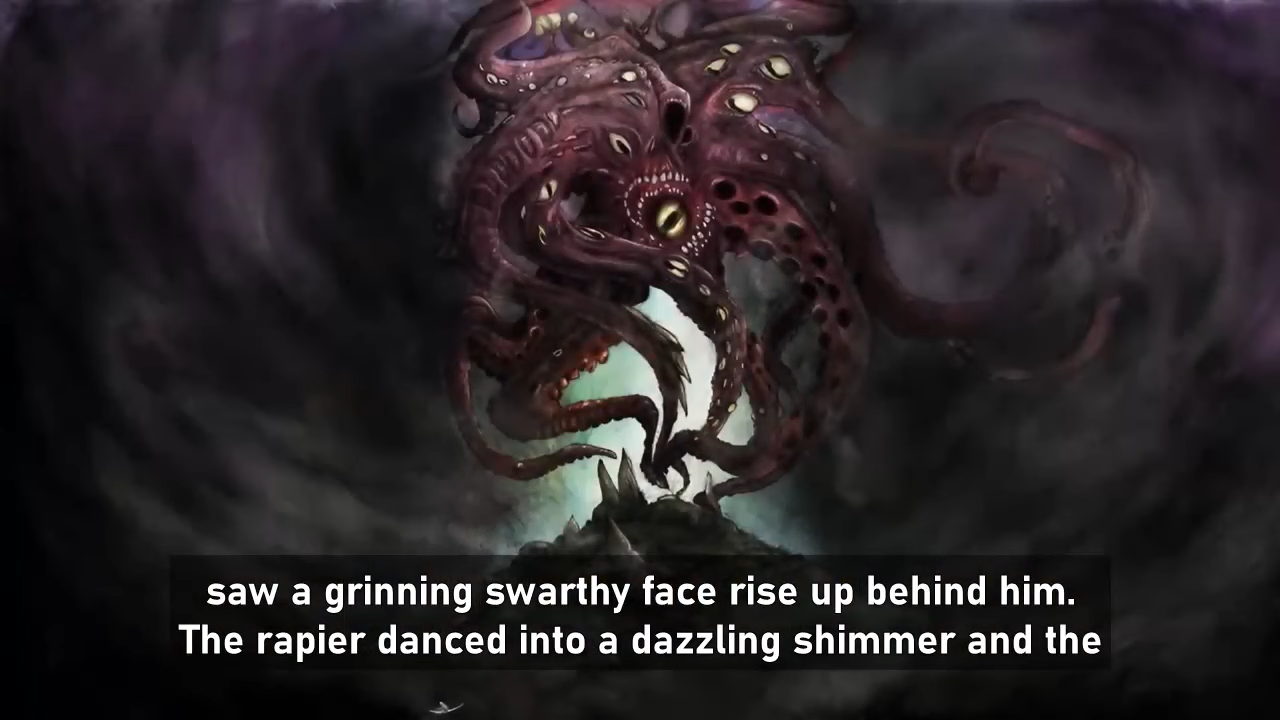 saw a grinning swarthy face rise up behind him.
The rapier danced into a dazzling shimmer and the